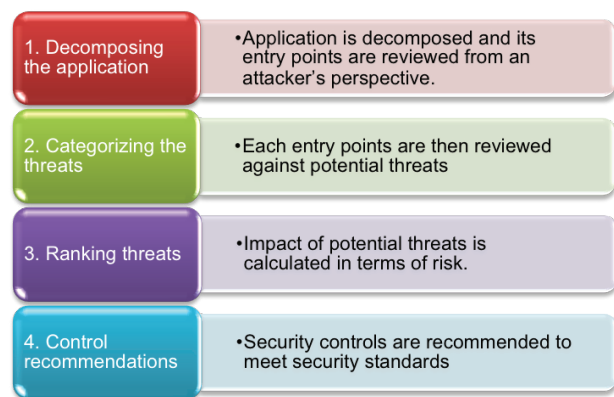 1. Decomposing
the application
•Application is decomposed and its
entry points are reviewed from an
attacker's perspective.
2. Categorizing the
threats
•Each entry points are then reviewed
against potential threats
3. Ranking threats
•Impact of potential threats is
calculated in terms of risk.
4. Control
recommendations
•Security controls are recommended to
meet security standards